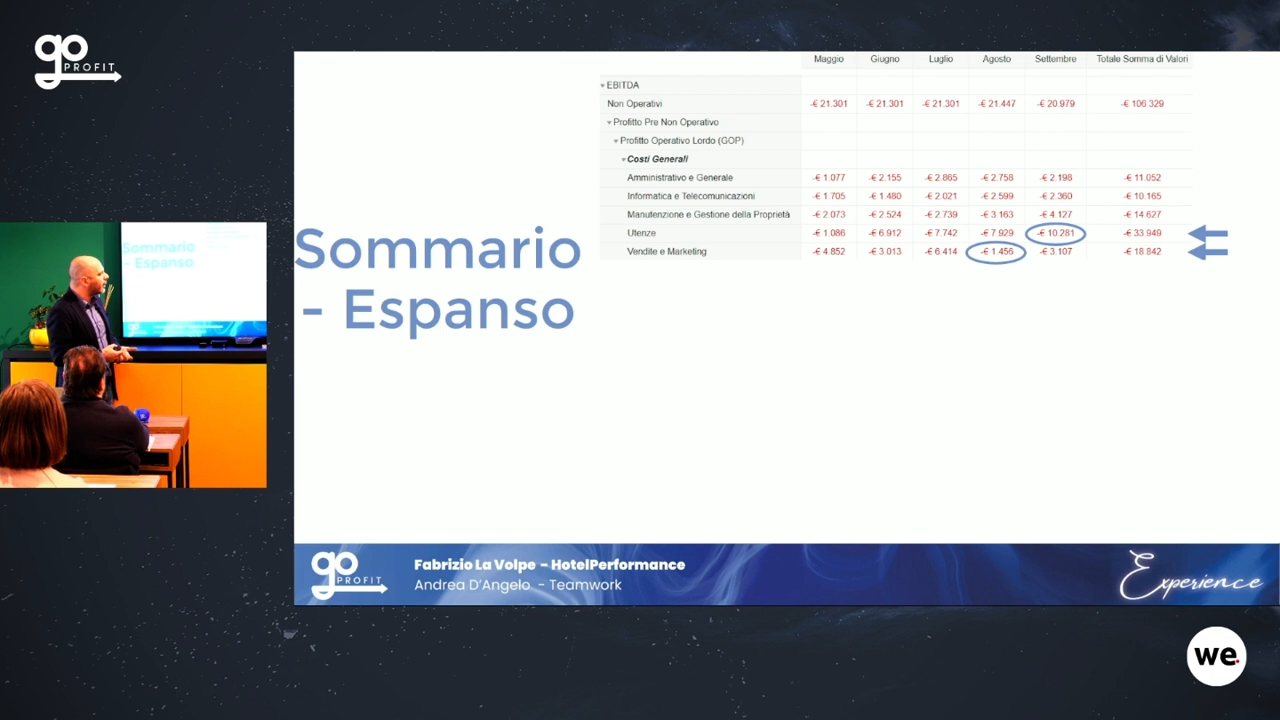 go
PROFIT
Maggio Giugno Luglio Agosto Settembre Totale Somma di Valori
EBITDA
Non Operativi -€ 21.301 -€ 21.301 -€ 21.301 -€ 21.447 -€ 20.979 -€ 106.329
Profitto Pre Non Operativo
Profitto Operativo Lordo (GOP)
Costi Generali
Amministrativo e Generale -€ 1.077 -€ 2.155 -€ 2.865 -€ 2.758 -€ 2.198 -€ 11.052
Informatica e Telecomunicazioni -€ 1.705 -€ 1.480 -€ 2.021 -€ 2.599 -€ 2.360 -€ 10.165
Manutenzione e Gestione della Proprietà -€ 2.073 -€ 2.524 -€ 2.739 -€ 3.163 -€ 4.127 -€ 14.627
Utenze -€ 1.086 -€ 6.912 -€ 7.742 -€ 7.929 -€ 10.281 -€ 33.949
Vendite e Marketing -€ 4.852 -€ 3.013 -€ 6.414 -€ 1.456 -€ 3.107 -€ 18.842
Sommario
- Espanso
Sommario
- Espanso
go
PROFIT
Fabrizio La Volpe - HotelPerformance
Andrea D'Angelo - Teamwork
Experience
we.